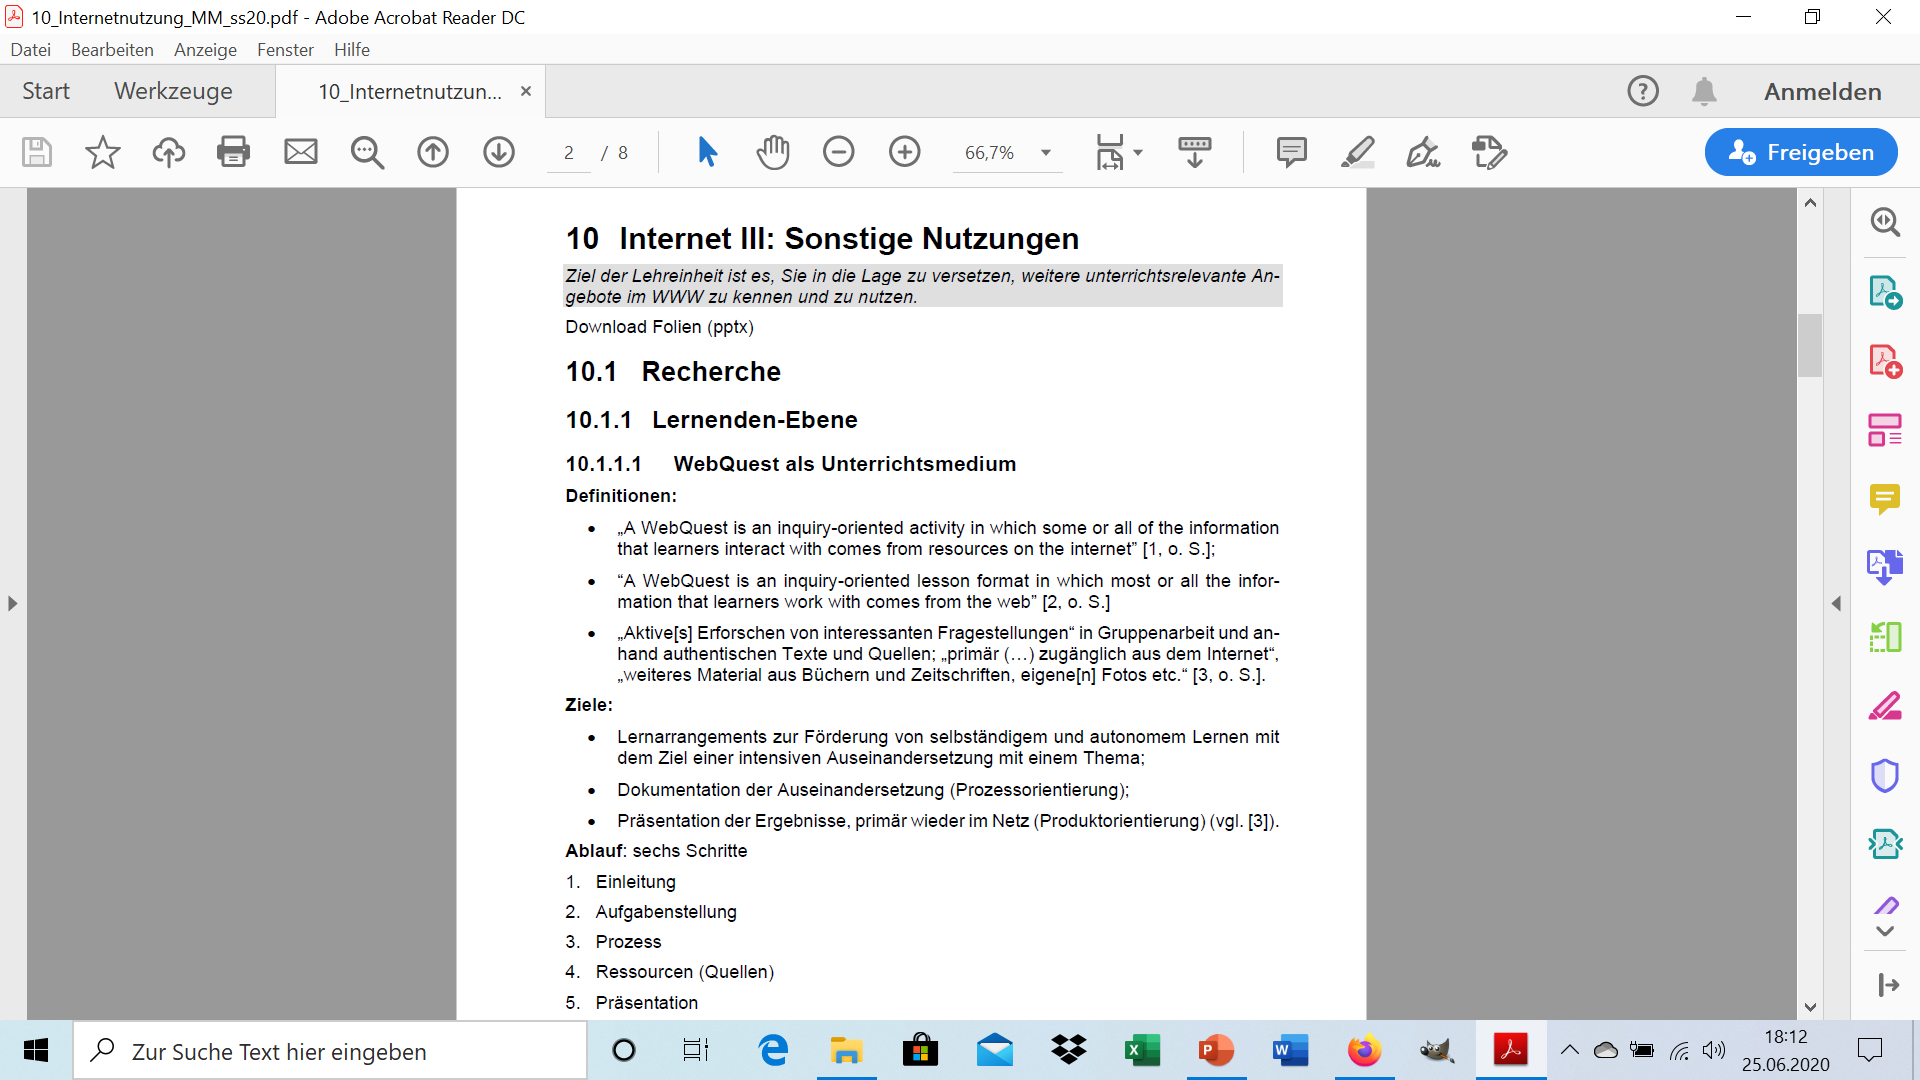 10_Internetnutzung_MM_ss20.pdf - Adobe Acrobat Reader DC
Datei Bearbeiten Anzeige Fenster Hilfe
Start Werkzeuge 10_Internetnutzun... × Anmelden
2 / 8 66,7% Freigeben
10 Internet III: Sonstige Nutzungen
Ziel der Lehreinheit ist es, Sie in die Lage zu versetzen, weitere unterrichtsrelevante An-
gebote im WWW zu kennen und zu nutzen.
Download Folien (pptx)
10.1 Recherche
10.1.1 Lernenden-Ebene
10.1.1.1 WebQuest als Unterrichtsmedium
Definitionen:
• „A WebQuest is an inquiry-oriented activity in which some or all of the information
that learners interact with comes from resources on the internet” [1, o. S.];
• “A WebQuest is an inquiry-oriented lesson format in which most or all the infor-
mation that learners work with comes from the web” [2, o. S.]
• „Aktive[s] Erforschen von interessanten Fragestellungen“ in Gruppenarbeit und an-
hand authentischen Texte und Quellen; „primär (…) zugänglich aus dem Internet“,
„weiteres Material aus Büchern und Zeitschriften, eigene[n] Fotos etc.“ [3, o. S.].
Ziele:
• Lernarrangements zur Förderung von selbständigem und autonomem Lernen mit
dem Ziel einer intensiven Auseinandersetzung mit einem Thema;
• Dokumentation der Auseinandersetzung (Prozessorientierung);
• Präsentation der Ergebnisse, primär wieder im Netz (Produktorientierung) (vgl. [3]).
Ablauf: sechs Schritte
1. Einleitung
2. Aufgabenstellung
3. Prozess
4. Ressourcen (Quellen)
5. Präsentation
Zur Suche Text hier eingeben
18:12
25.06.2020